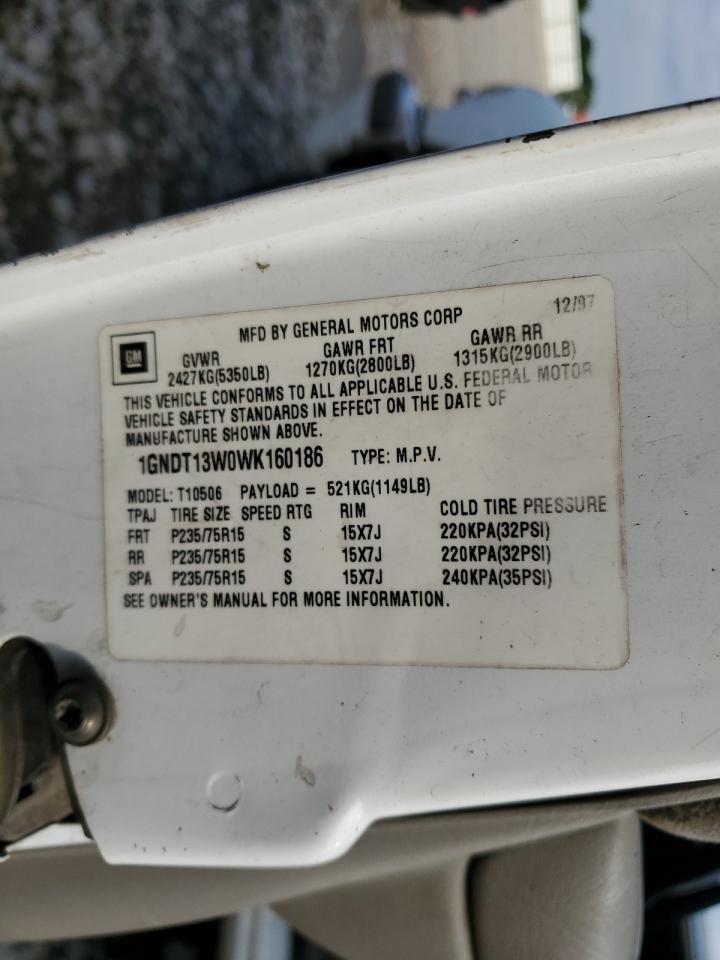 12/97
GM MFD BY GENERAL MOTORS CORP
GVWR GAWR FRT GAWR RR
2427KG(5350LB) 1270KG(2800LB) 1315KG(2900LB)
THIS VEHICLE CONFORMS TO ALL APPLICABLE U.S. FEDERAL MOTOR
VEHICLE SAFETY STANDARDS IN EFFECT ON THE DATE OF
MANUFACTURE SHOWN ABOVE.
1GNDT13W0WK160186 TYPE: M.P.V.
MODEL: T10506 PAYLOAD = 521KG(1149LB)
TPAJ TIRE SIZE SPEED RTG RIM COLD TIRE PRESSURE
FRT P235/75R15 S 15X7J 220KPA(32PSI)
RR P235/75R15 S 15X7J 220KPA(32PSI)
SPA P235/75R15 S 15X7J 240KPA(35PSI)
SEE OWNER'S MANUAL FOR MORE INFORMATION.